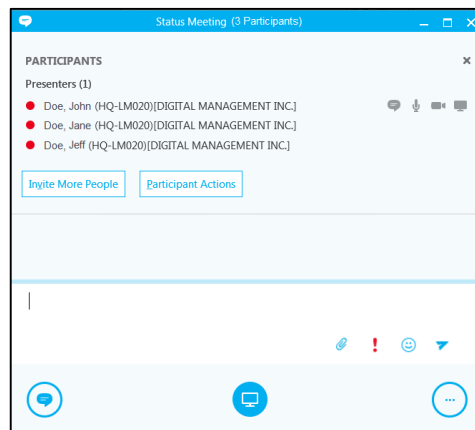 Status Meeting (3 Participants)
PARTICIPANTS
Presenters (1)
Doe, John (HQ-LM020)[DIGITAL MANAGEMENT INC.]
Doe, Jane (HQ-LM020)[DIGITAL MANAGEMENT INC.]
Doe, Jeff (HQ-LM020)[DIGITAL MANAGEMENT INC.]
Invite More People Participant Actions